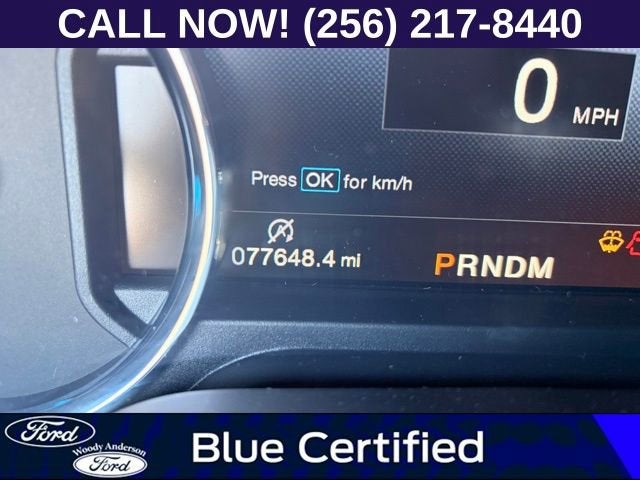 CALL NOW! (256) 217-8440
0 MPH
Press OK for km/h
077648.4 mi
PRNDM
Ford
Woody Anderson
Ford
Blue Certified